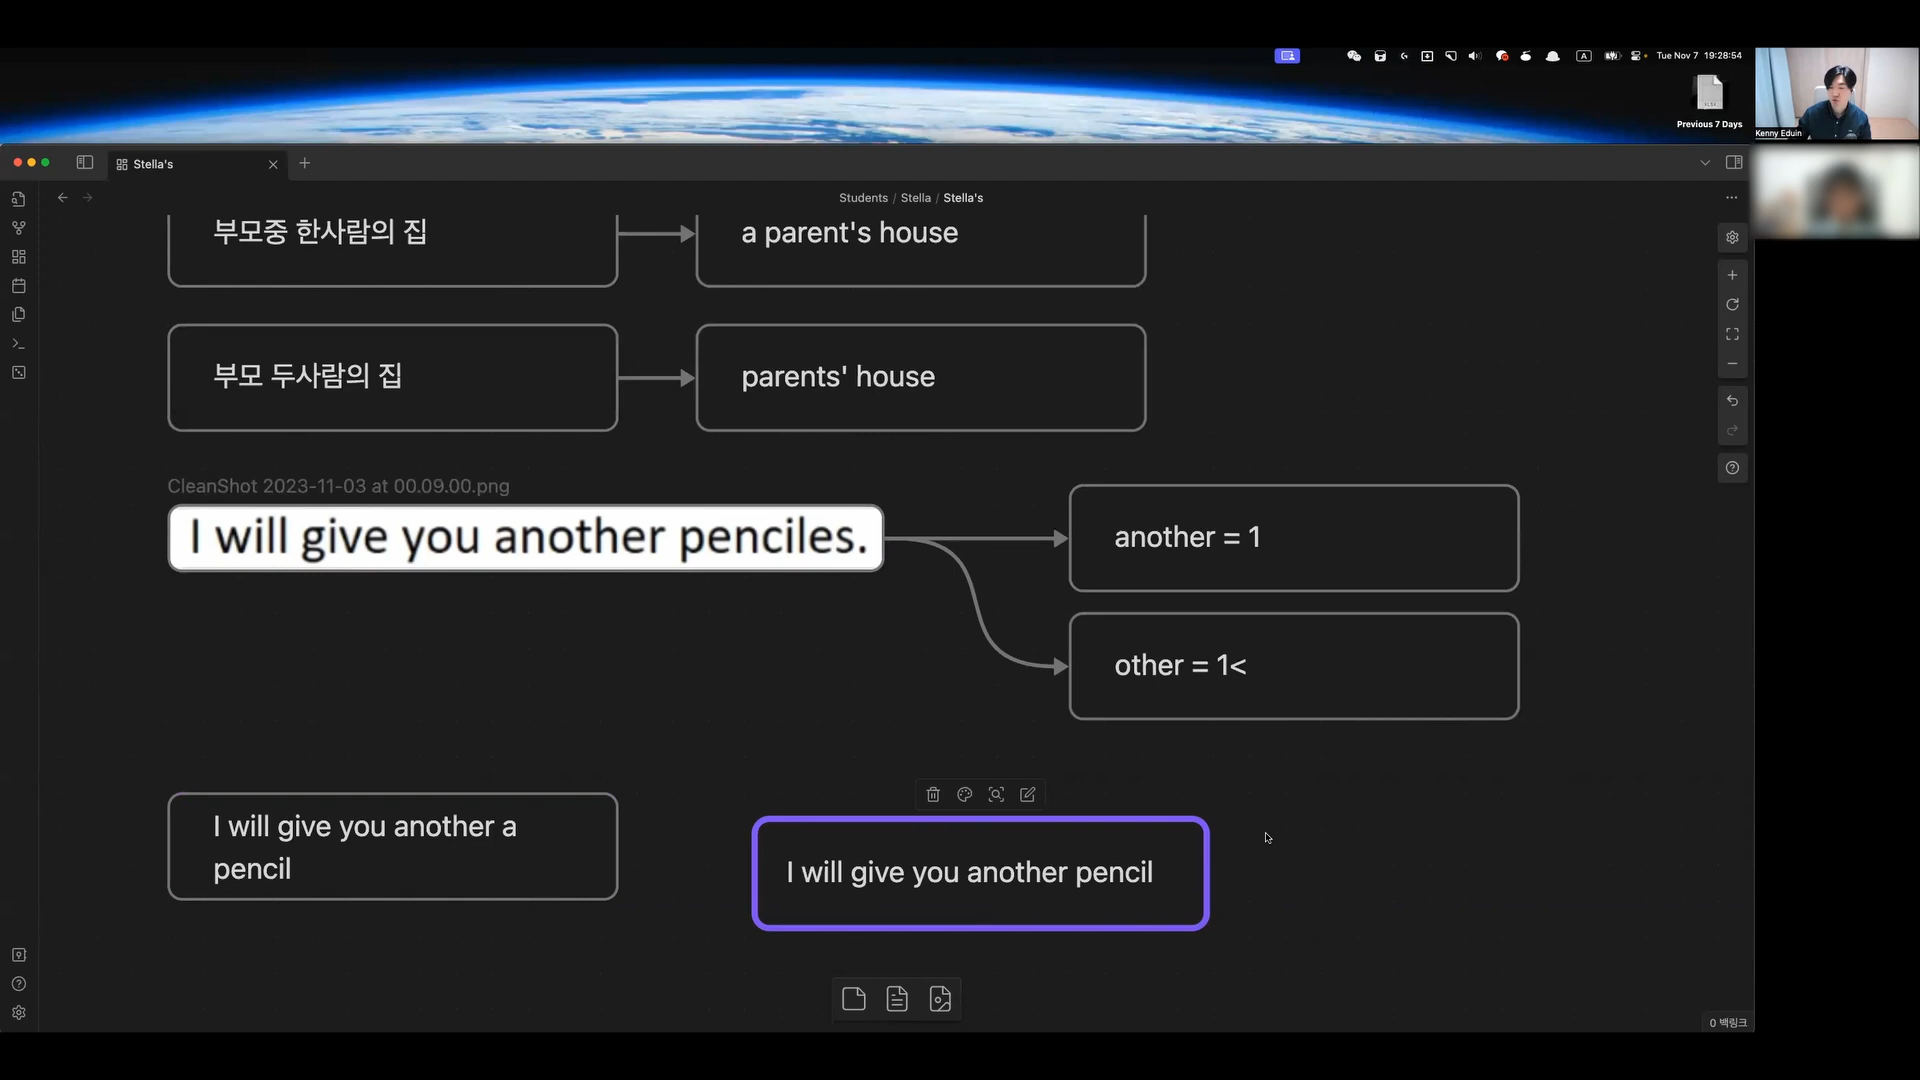 Tue Nov 7 19:28:54
XLSX
Previous 7 Days
Kenny Eduin
Stella's
Students / Stella / Stella's
부모중 한사람의 집
a parent's house
부모 두사람의 집
parents' house
CleanShot 2023-11-03 at 00.09.00.png
I will give you another penciles.
another = 1
other = 1<
I will give you another a
pencil
I will give you another pencil
0 백링크